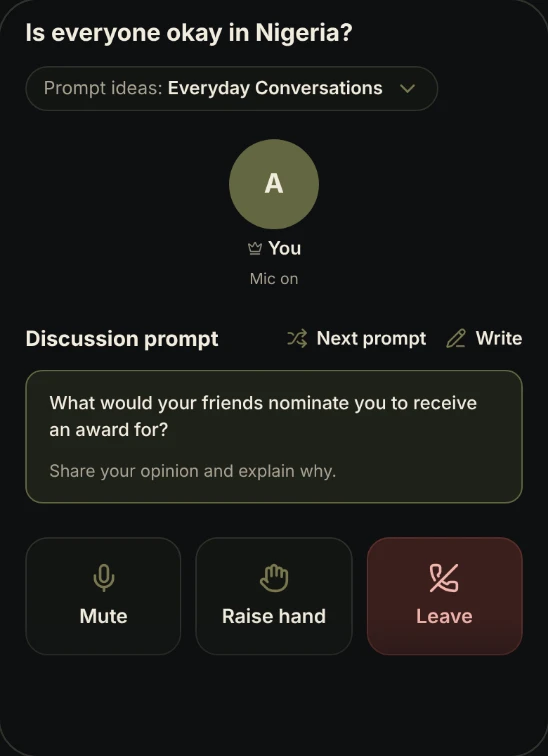 Is everyone okay in Nigeria?
Prompt ideas: Everyday Conversations
A
You
Mic on
Discussion prompt
Next prompt
Write
What would your friends nominate you to receive
an award for?
Share your opinion and explain why.
Mute
Raise hand
Leave